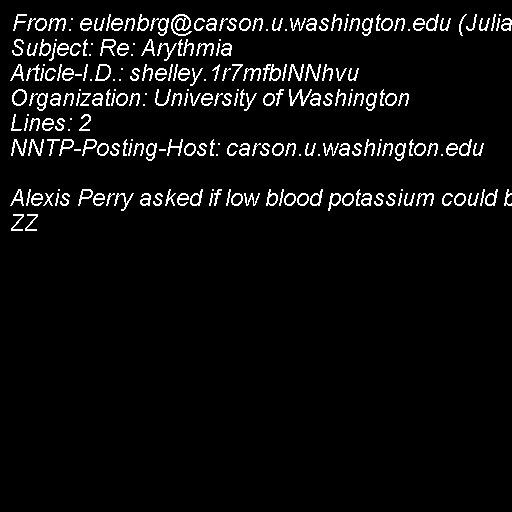 From: eulenbrg@carson.u.washington.edu (Julia
Subject: Re: Arythmia
Article-I.D.: shelley.1r7mfbINNhvu
Organization: University of Washington
Lines: 2
NNTP-Posting-Host: carson.u.washington.edu

Alexis Perry asked if low blood potassium could b
ZZ